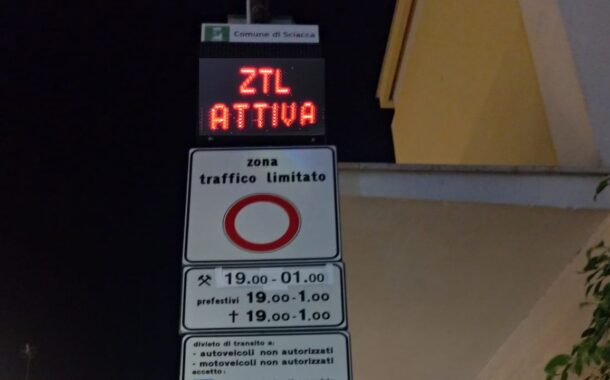 Comune di Sciacca
ZTL
ATTIVA
zona
traffico limitato
19.00 - 01.00
prefestivi 19.00-1.00
19.00-1.00
divieto di transito a:
- autoveicoli non autorizzati
- motoveicoli non autorizzati
eccetto: